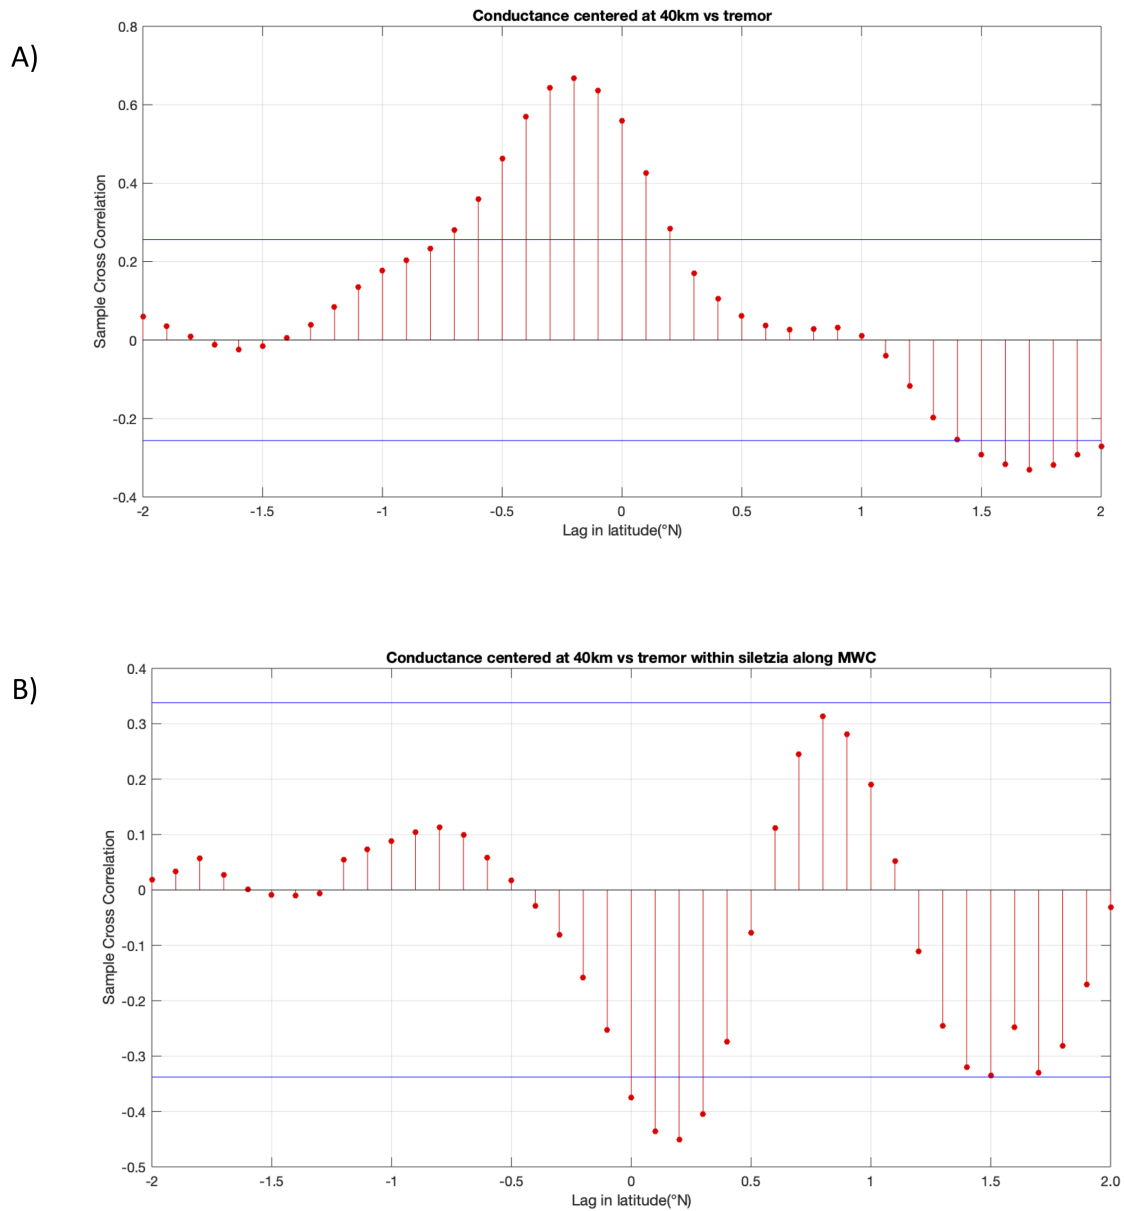 A)
Conductance centered at 40km vs tremor
Sample Cross Correlation
0.8
0.6
0.4
0.2
0
-0.2
-0.4
-2 -1.5 -1 -0.5 0 0.5 1 1.5 2
Lag in latitude(°N)
B)
Conductance centered at 40km vs tremor within siletzia along MWC
Sample Cross Correlation
0.4
0.3
0.2
0.1
0
-0.1
-0.2
-0.3
-0.4
-0.5
-2 -1.5 -1 -0.5 0 0.5 1 1.5 2.0
Lag in latitude(°N)